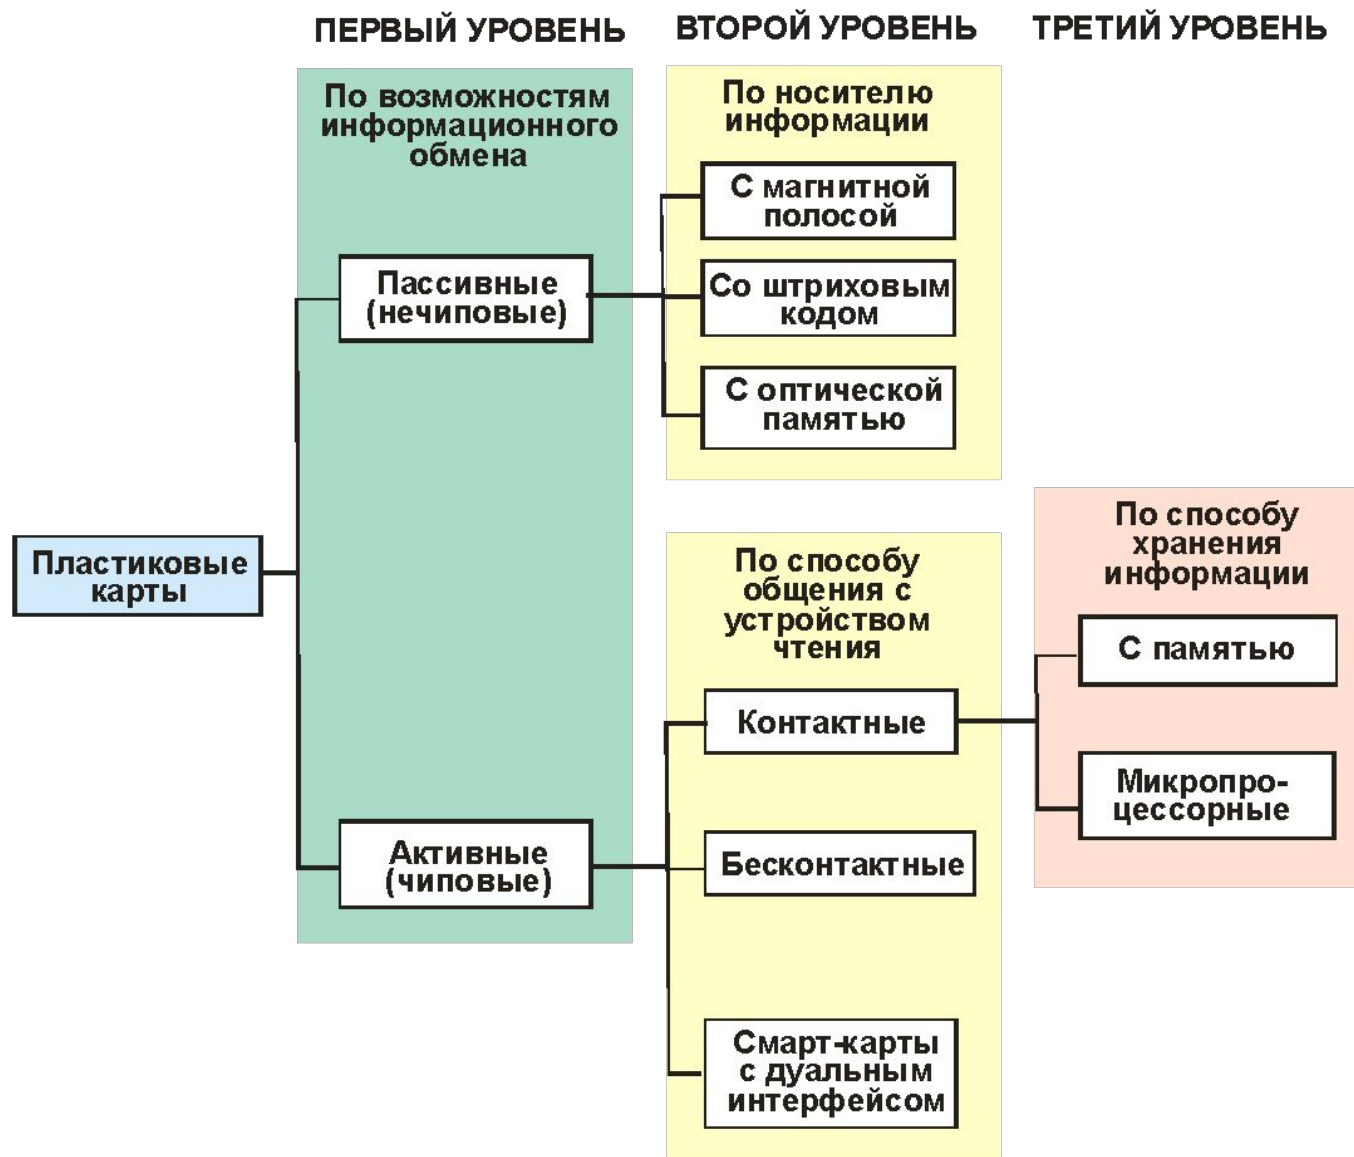 ПЕРВЫЙ УРОВЕНЬ
ВТОРОЙ УРОВЕНЬ
ТРЕТИЙ УРОВЕНЬ
По возможностям
информационного
обмена
По носителю
информации
С магнитной
полосой
Пассивные
(нечиповые)
Со штриховым
кодом
С оптической
памятью
Пластиковые
карты
По способу
общения с
устройством
чтения
По способу
хранения
информации
С памятью
Контактные
Микропро-
цессорные
Активные
(чиповые)
Бесконтактные
Смарт-карты
с дуальным
интерфейсом